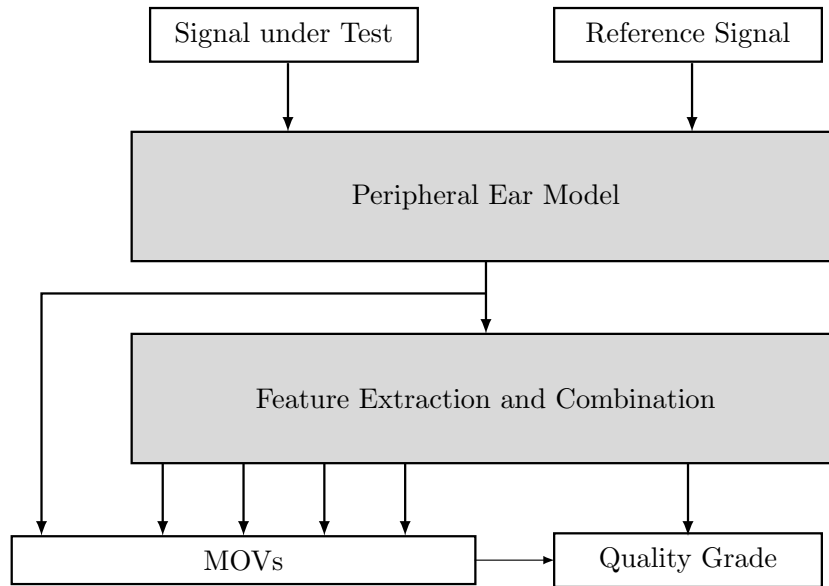 Signal under Test
Reference Signal
Peripheral Ear Model
Feature Extraction and Combination
MOVs
Quality Grade